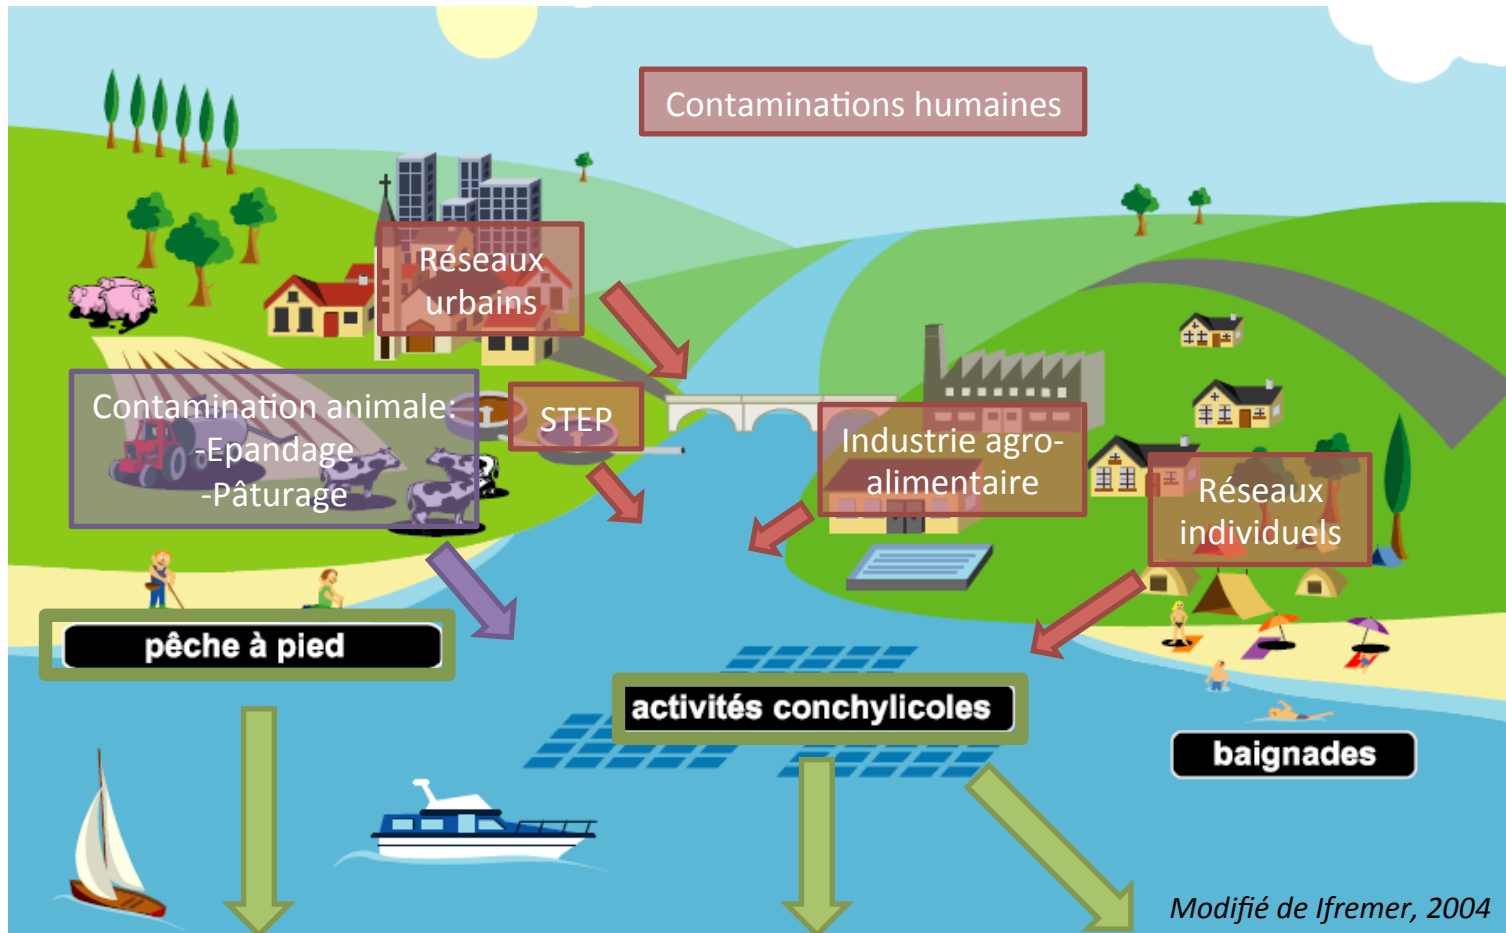 Contaminations humaines
Réseaux
urbains
Contamination animale:
-Epandage
-Pâturage
STEP
Industrie agro-
alimentaire
Réseaux
individuels
pêche à pied
activités conchylicoles
baignades
Modifié de Ifremer, 2004